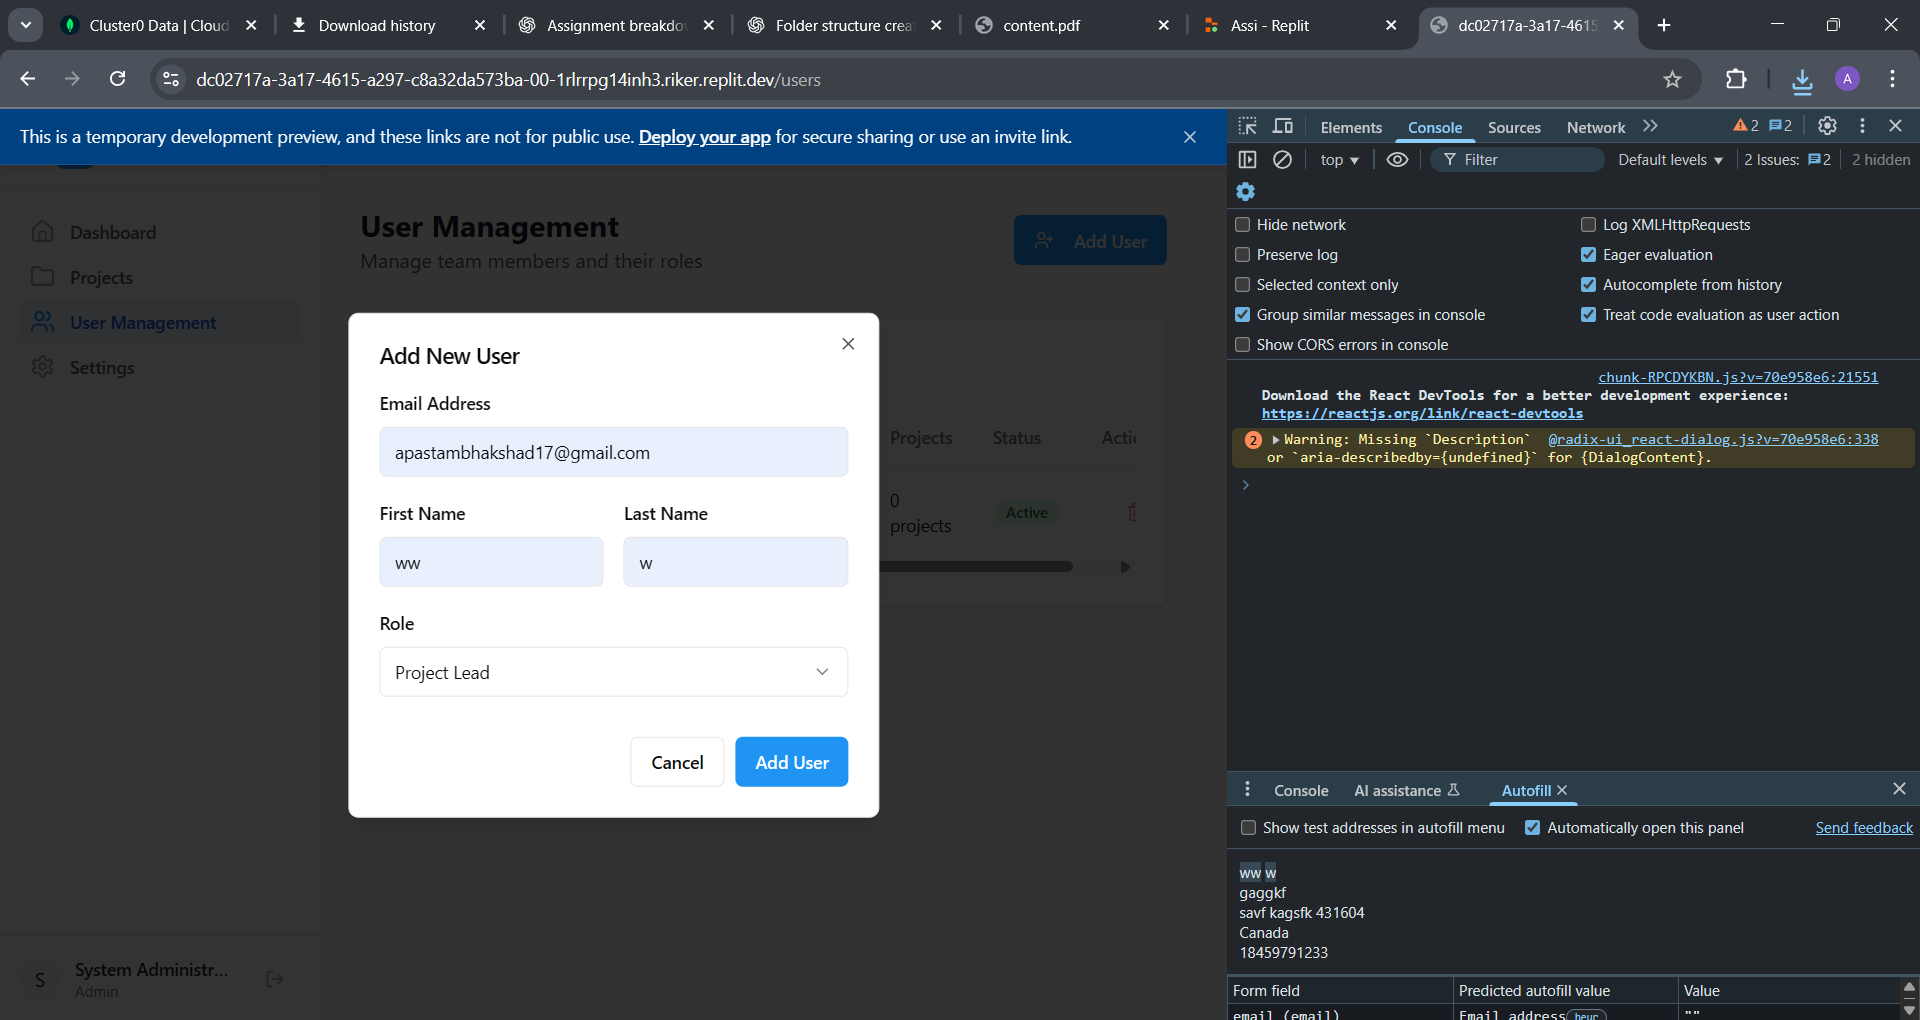 Cluster0 Data | Cloud
Download history
Assignment breakdo
Folder structure crea
content.pdf
Assi - Replit
dc02717a-3a17-4615
dc02717a-3a17-4615-a297-c8a32da573ba-00-1rlrrpg14inh3.riker.replit.dev/users
A
This is a temporary development preview, and these links are not for public use. Deploy your app for secure sharing or use an invite link.
Dashboard
Projects
User Management
Settings
S
System Administr...
Admin
User Management
Manage team members and their roles
Add User
Projects Status Actic
0
projects
Active
Add New User
Email Address
apastambhakshad17@gmail.com
First Name Last Name
ww w
Role
Project Lead
Cancel Add User
Elements Console Sources Network 2 2
top Filter Default levels 2 Issues: 2 2 hidden
Hide network Log XMLHttpRequests
Preserve log Eager evaluation
Selected context only Autocomplete from history
Group similar messages in console Treat code evaluation as user action
Show CORS errors in console
chunk-RPCDYKBN.js?v=70e958e6:21551
Download the React DevTools for a better development experience:
https://reactjs.org/link/react-devtools
2 Warning: Missing `Description` @radix-ui_react-dialog.js?v=70e958e6:338
or `aria-describedby={undefined}` for {DialogContent}.
Console AI assistance Autofill
Show test addresses in autofill menu Automatically open this panel Send feedback
ww w
gaggkf
savf kagsfk 431604
Canada
18459791233
Form field Predicted autofill value Value
email (email) Email address heur ""